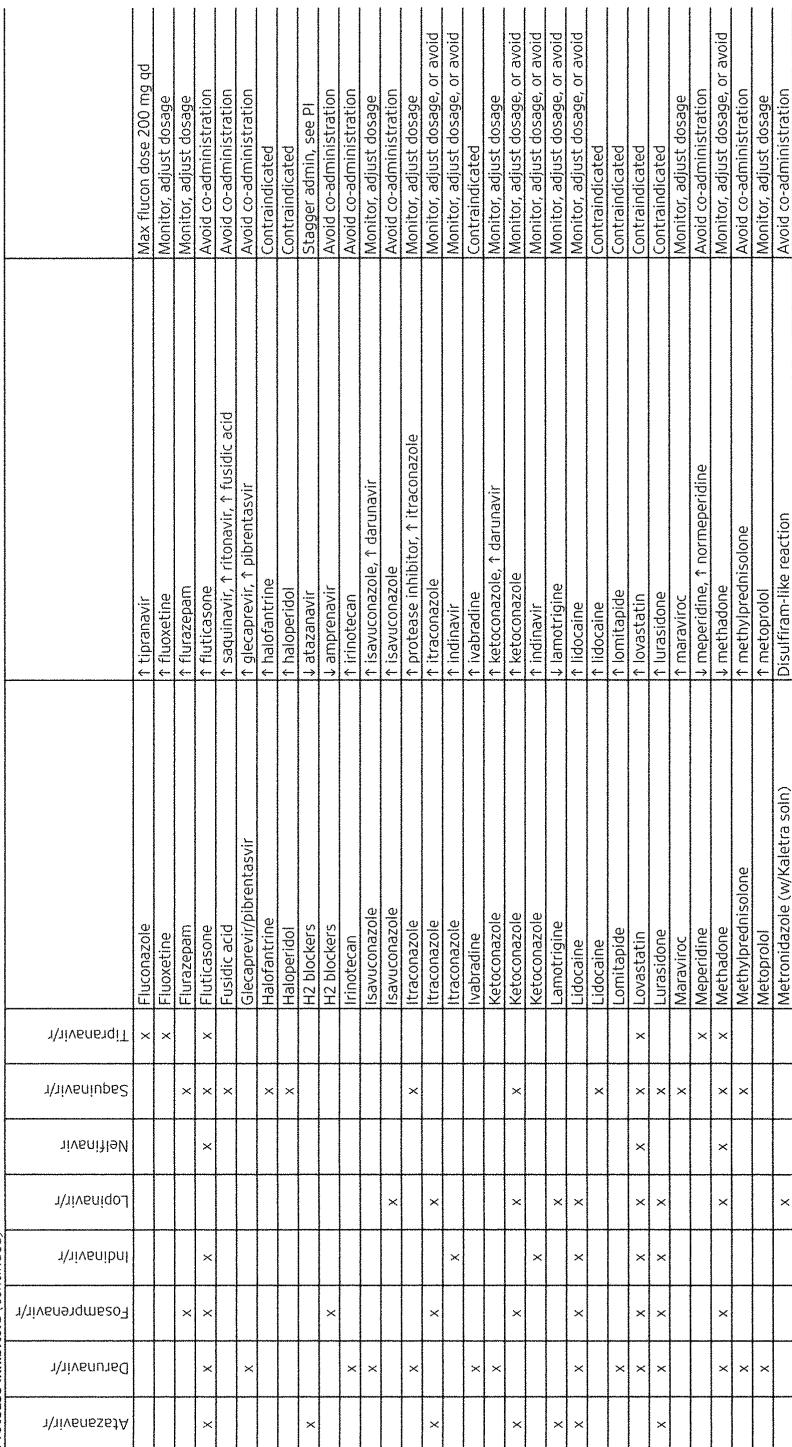 Atazanavir/r Darunavir/r Fosamprenavir/r Indinavir/r Lopinavir/r Nelfinavir Saquinavir/r Tipranavir/r
x Fluconazole ↑ tipranavir Max flucon dose 200 mg qd
x Fluoxetine ↑ fluoxetine Monitor, adjust dosage
x x Flurazepam ↑ flurazepam Monitor, adjust dosage
x x x x x x x Fluticasone ↑ fluticasone Avoid co-administration
x Fusidic acid ↑ saquinavir, ↑ ritonavir, ↑ fusidic acid Avoid co-administration
x Glecaprevir/pibrentasvir ↑ glecaprevir, ↑ pibrentasvir Avoid co-administration
x Halofantrine ↑ halofantrine Contraindicated
x Haloperidol ↑ haloperidol Contraindicated
x H2 blockers ↓ atazanavir Stagger admin, see PI
x H2 blockers ↓ amprenavir Avoid co-administration
x Irinotecan ↑ irinotecan Avoid co-administration
x Isavuconazole ↑ isavuconazole, ↑ darunavir Monitor, adjust dosage
x Isavuconazole ↑ isavuconazole Avoid co-administration
x x Itraconazole ↑ protease inhibitor, ↑ itraconazole Monitor, adjust dosage
x x x Itraconazole ↑ itraconazole Monitor, adjust dosage, or avoid
x Itraconazole ↑ indinavir Monitor, adjust dosage, or avoid
x Ivabradine ↑ ivabradine Contraindicated
x Ketoconazole ↑ ketoconazole, ↑ darunavir Monitor, adjust dosage
x x x x Ketoconazole ↑ ketoconazole Monitor, adjust dosage, or avoid
x Ketoconazole ↑ indinavir Monitor, adjust dosage, or avoid
x x Lamotrigine ↓ lamotrigine Monitor, adjust dosage, or avoid
x x x x x Lidocaine ↑ lidocaine Monitor, adjust dosage, or avoid
x Lidocaine ↑ lidocaine Contraindicated
x Lomitapide ↑ lomitapide Contraindicated
x x x x x x x Lovastatin ↑ lovastatin Contraindicated
x x x x x x Lurasidone ↑ lurasidone Contraindicated
x Maraviroc ↑ maraviroc Monitor, adjust dosage
x Meperidine ↓ meperidine, ↑ normeperidine Avoid co-administration
x x x x x x Methadone ↓ methadone Monitor, adjust dosage
x x Methylprednisolone ↑ methylprednisolone Avoid co-administration
x Metoprolol ↑ metoprolol Monitor, adjust dosage
x Metronidazole (w/Kaletra soln) Disulfiram-like reaction Avoid co-administration